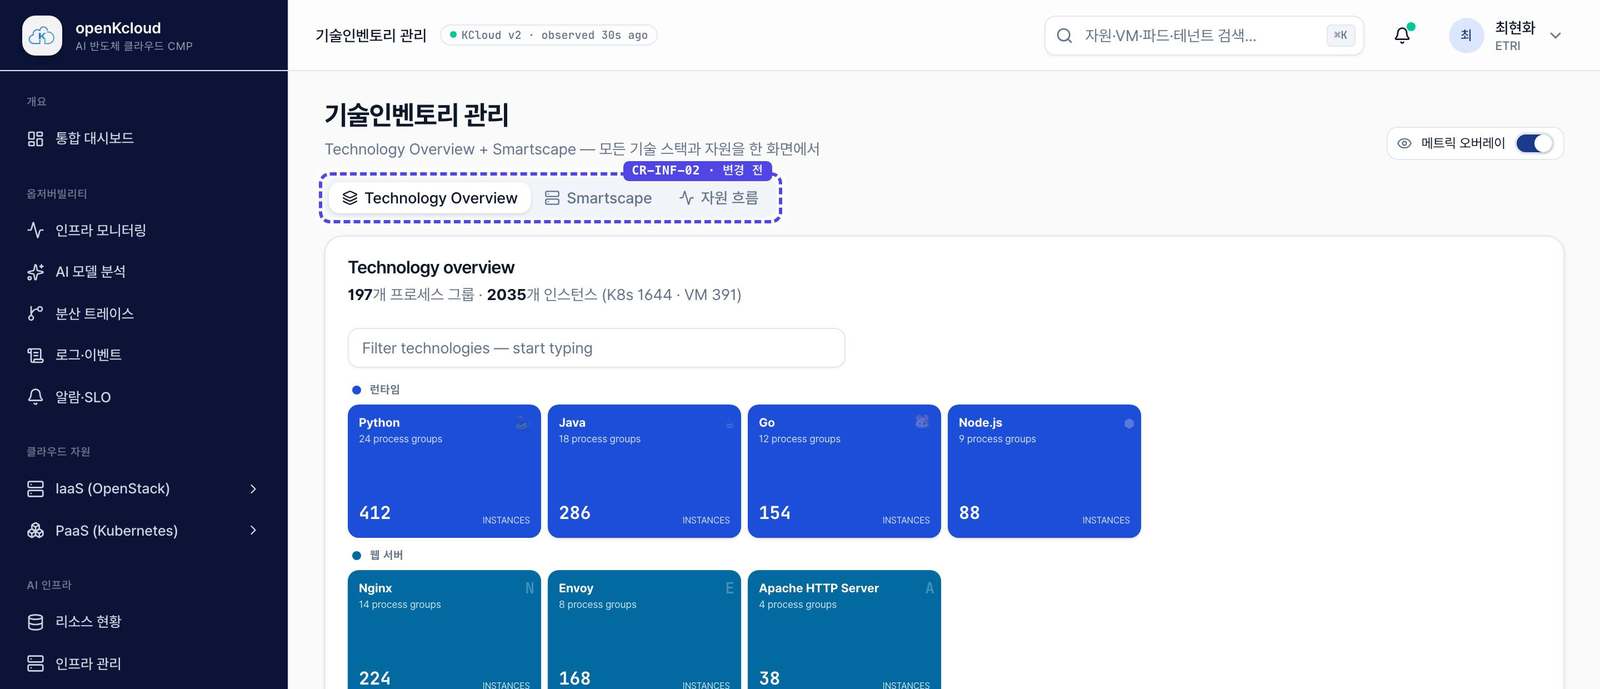 openKcloud
AI 반도체 클라우드 CMP
개요
통합 대시보드
옵저버빌리티
인프라 모니터링
AI 모델 분석
분산 트레이스
로그·이벤트
알람·SLO
클라우드 자원
IaaS (OpenStack)
PaaS (Kubernetes)
AI 인프라
리소스 현황
인프라 관리
기술인벤토리 관리
KCloud v2 · observed 30s ago
자원·VM·파드·테넌트 검색...
⌘K
최
최현화
ETRI
기술인벤토리 관리
Technology Overview + Smartscape — 모든 기술 스택과 자원을 한 화면에서
메트릭 오버레이
CR-INF-02 · 변경 전
Technology Overview
Smartscape
자원 흐름
Technology overview
197개 프로세스 그룹 · 2035개 인스턴스 (K8s 1644 · VM 391)
Filter technologies — start typing
런타임
Python
24 process groups
412
INSTANCES
Java
18 process groups
286
INSTANCES
Go
12 process groups
154
INSTANCES
Node.js
9 process groups
88
INSTANCES
웹 서버
Nginx
N
14 process groups
224
INSTANCES
Envoy
E
8 process groups
168
INSTANCES
Apache HTTP Server
A
4 process groups
38
INSTANCES